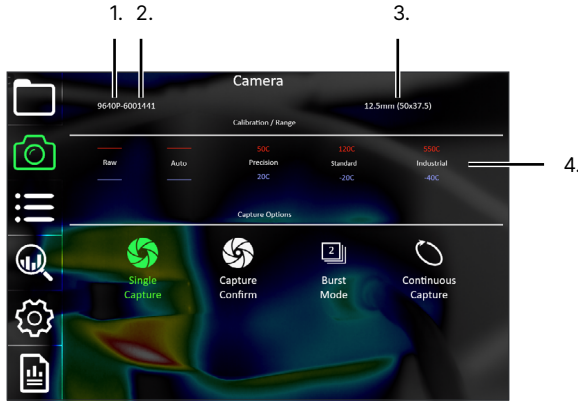 1. 2. 3.
Camera
9640P-6001441 12.5mm (50x37.5)
Calibration / Range
50C 120C 550C
Raw Auto Precision Standard Industrial
4.
20C -20C -40C
Capture Options
2
Single Capture Burst Continuous
Capture Confirm Mode Capture